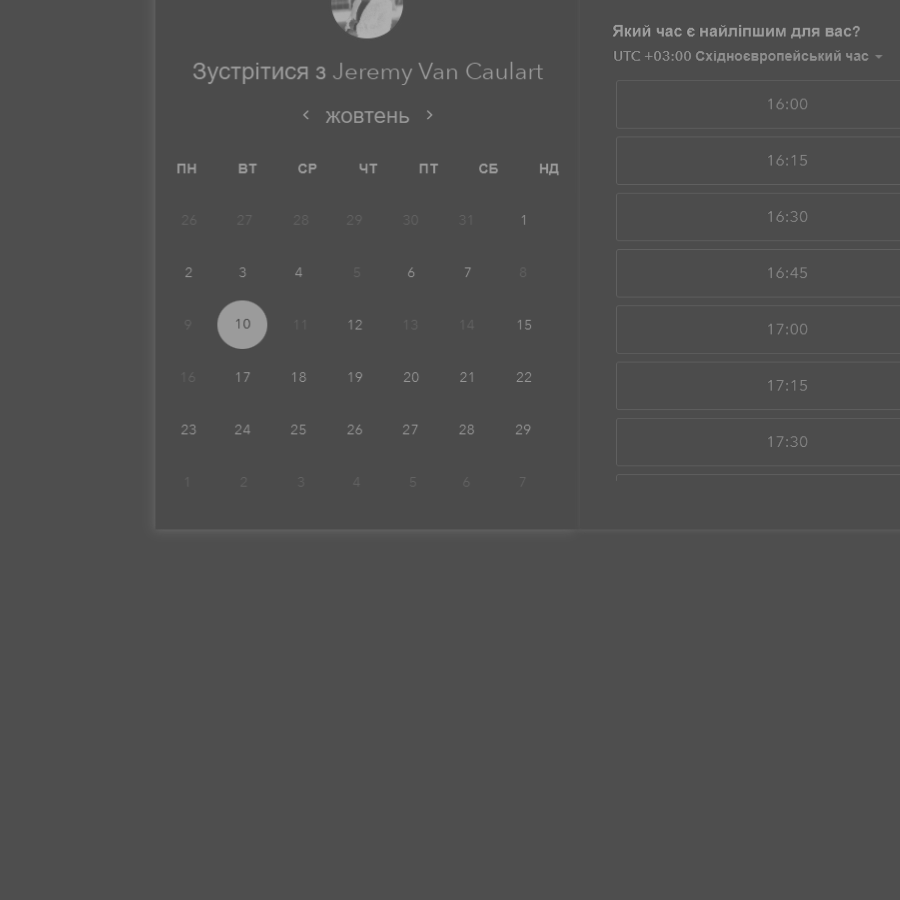 Зустрітися з Jeremy Van Caulart
жовтень
ПН ВТ СР ЧТ ПТ СБ НД
26 27 28 29 30 31 1
2 3 4 5 6 7 8
9 10 11 12 13 14 15
16 17 18 19 20 21 22
23 24 25 26 27 28 29
1 2 3 4 5 6 7
Який час є найліпшим для вас?
UTC +03:00 Східноєвропейський час
16:00
16:15
16:30
16:45
17:00
17:15
17:30